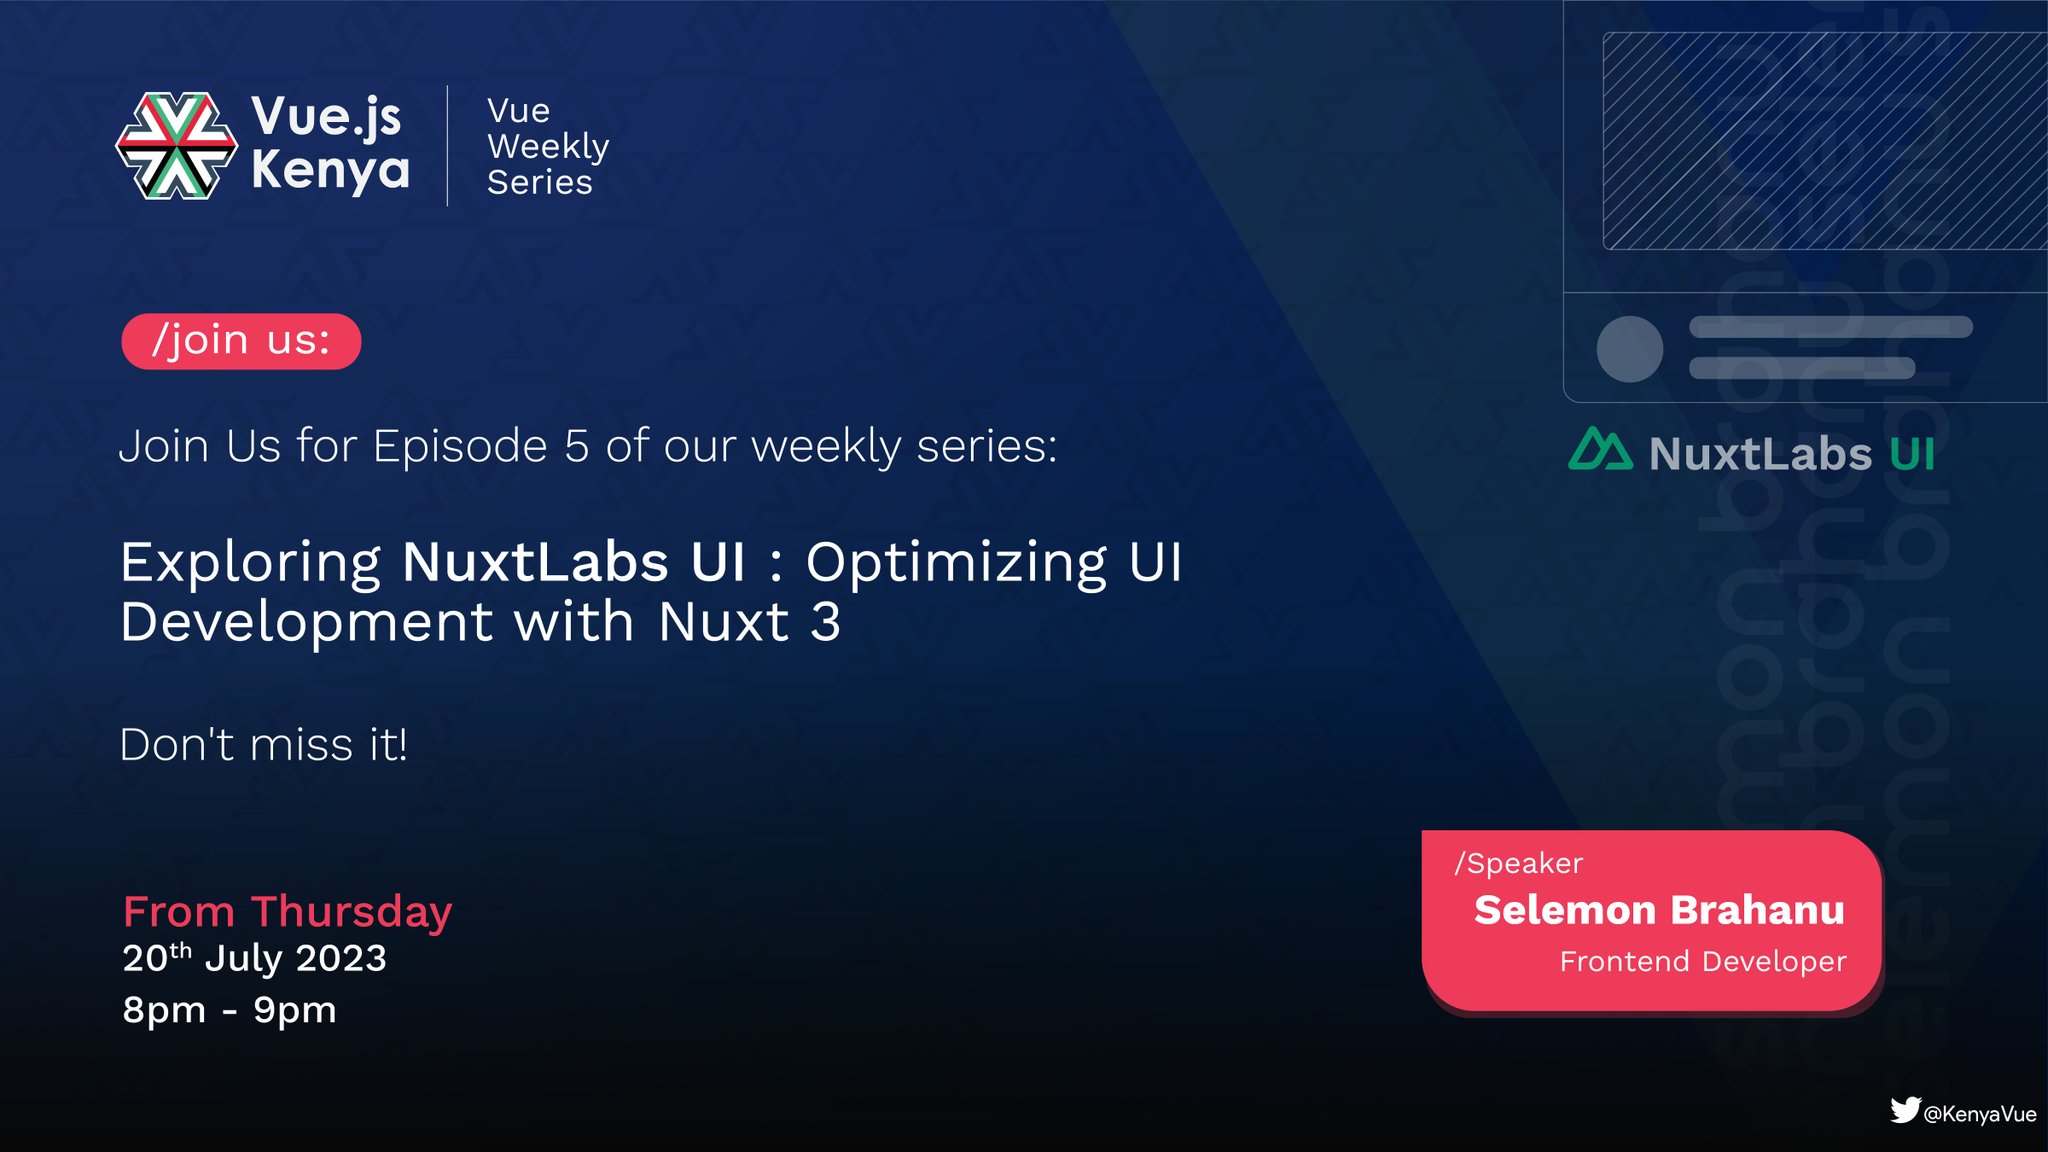 Vue.js
Kenya
Vue
Weekly
Series
/join us:
Join Us for Episode 5 of our weekly series:
Exploring NuxtLabs UI : Optimizing UI
Development with Nuxt 3
Don't miss it!
From Thursday
20th July 2023
8pm - 9pm
NuxtLabs UI
/Speaker
Selemon Brahanu
Frontend Developer
@KenyaVue